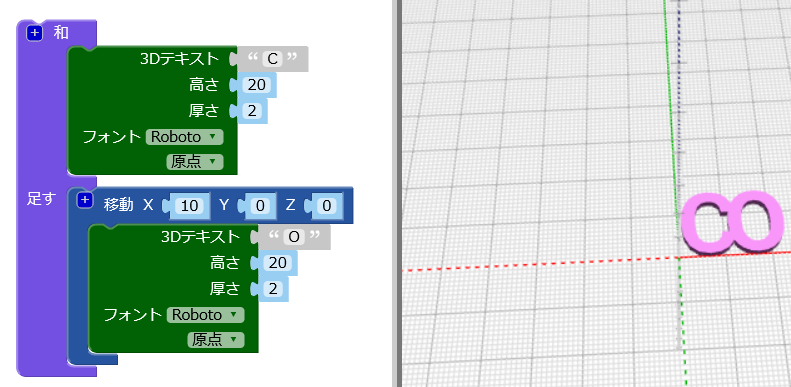 + 和
3Dテキスト “ C ”
高さ 20
厚さ 2
フォント Roboto ▼
原点 ▼
足す + 移動 X 10 Y 0 Z 0
3Dテキスト “ O ”
高さ 20
厚さ 2
フォント Roboto ▼
原点 ▼
CO